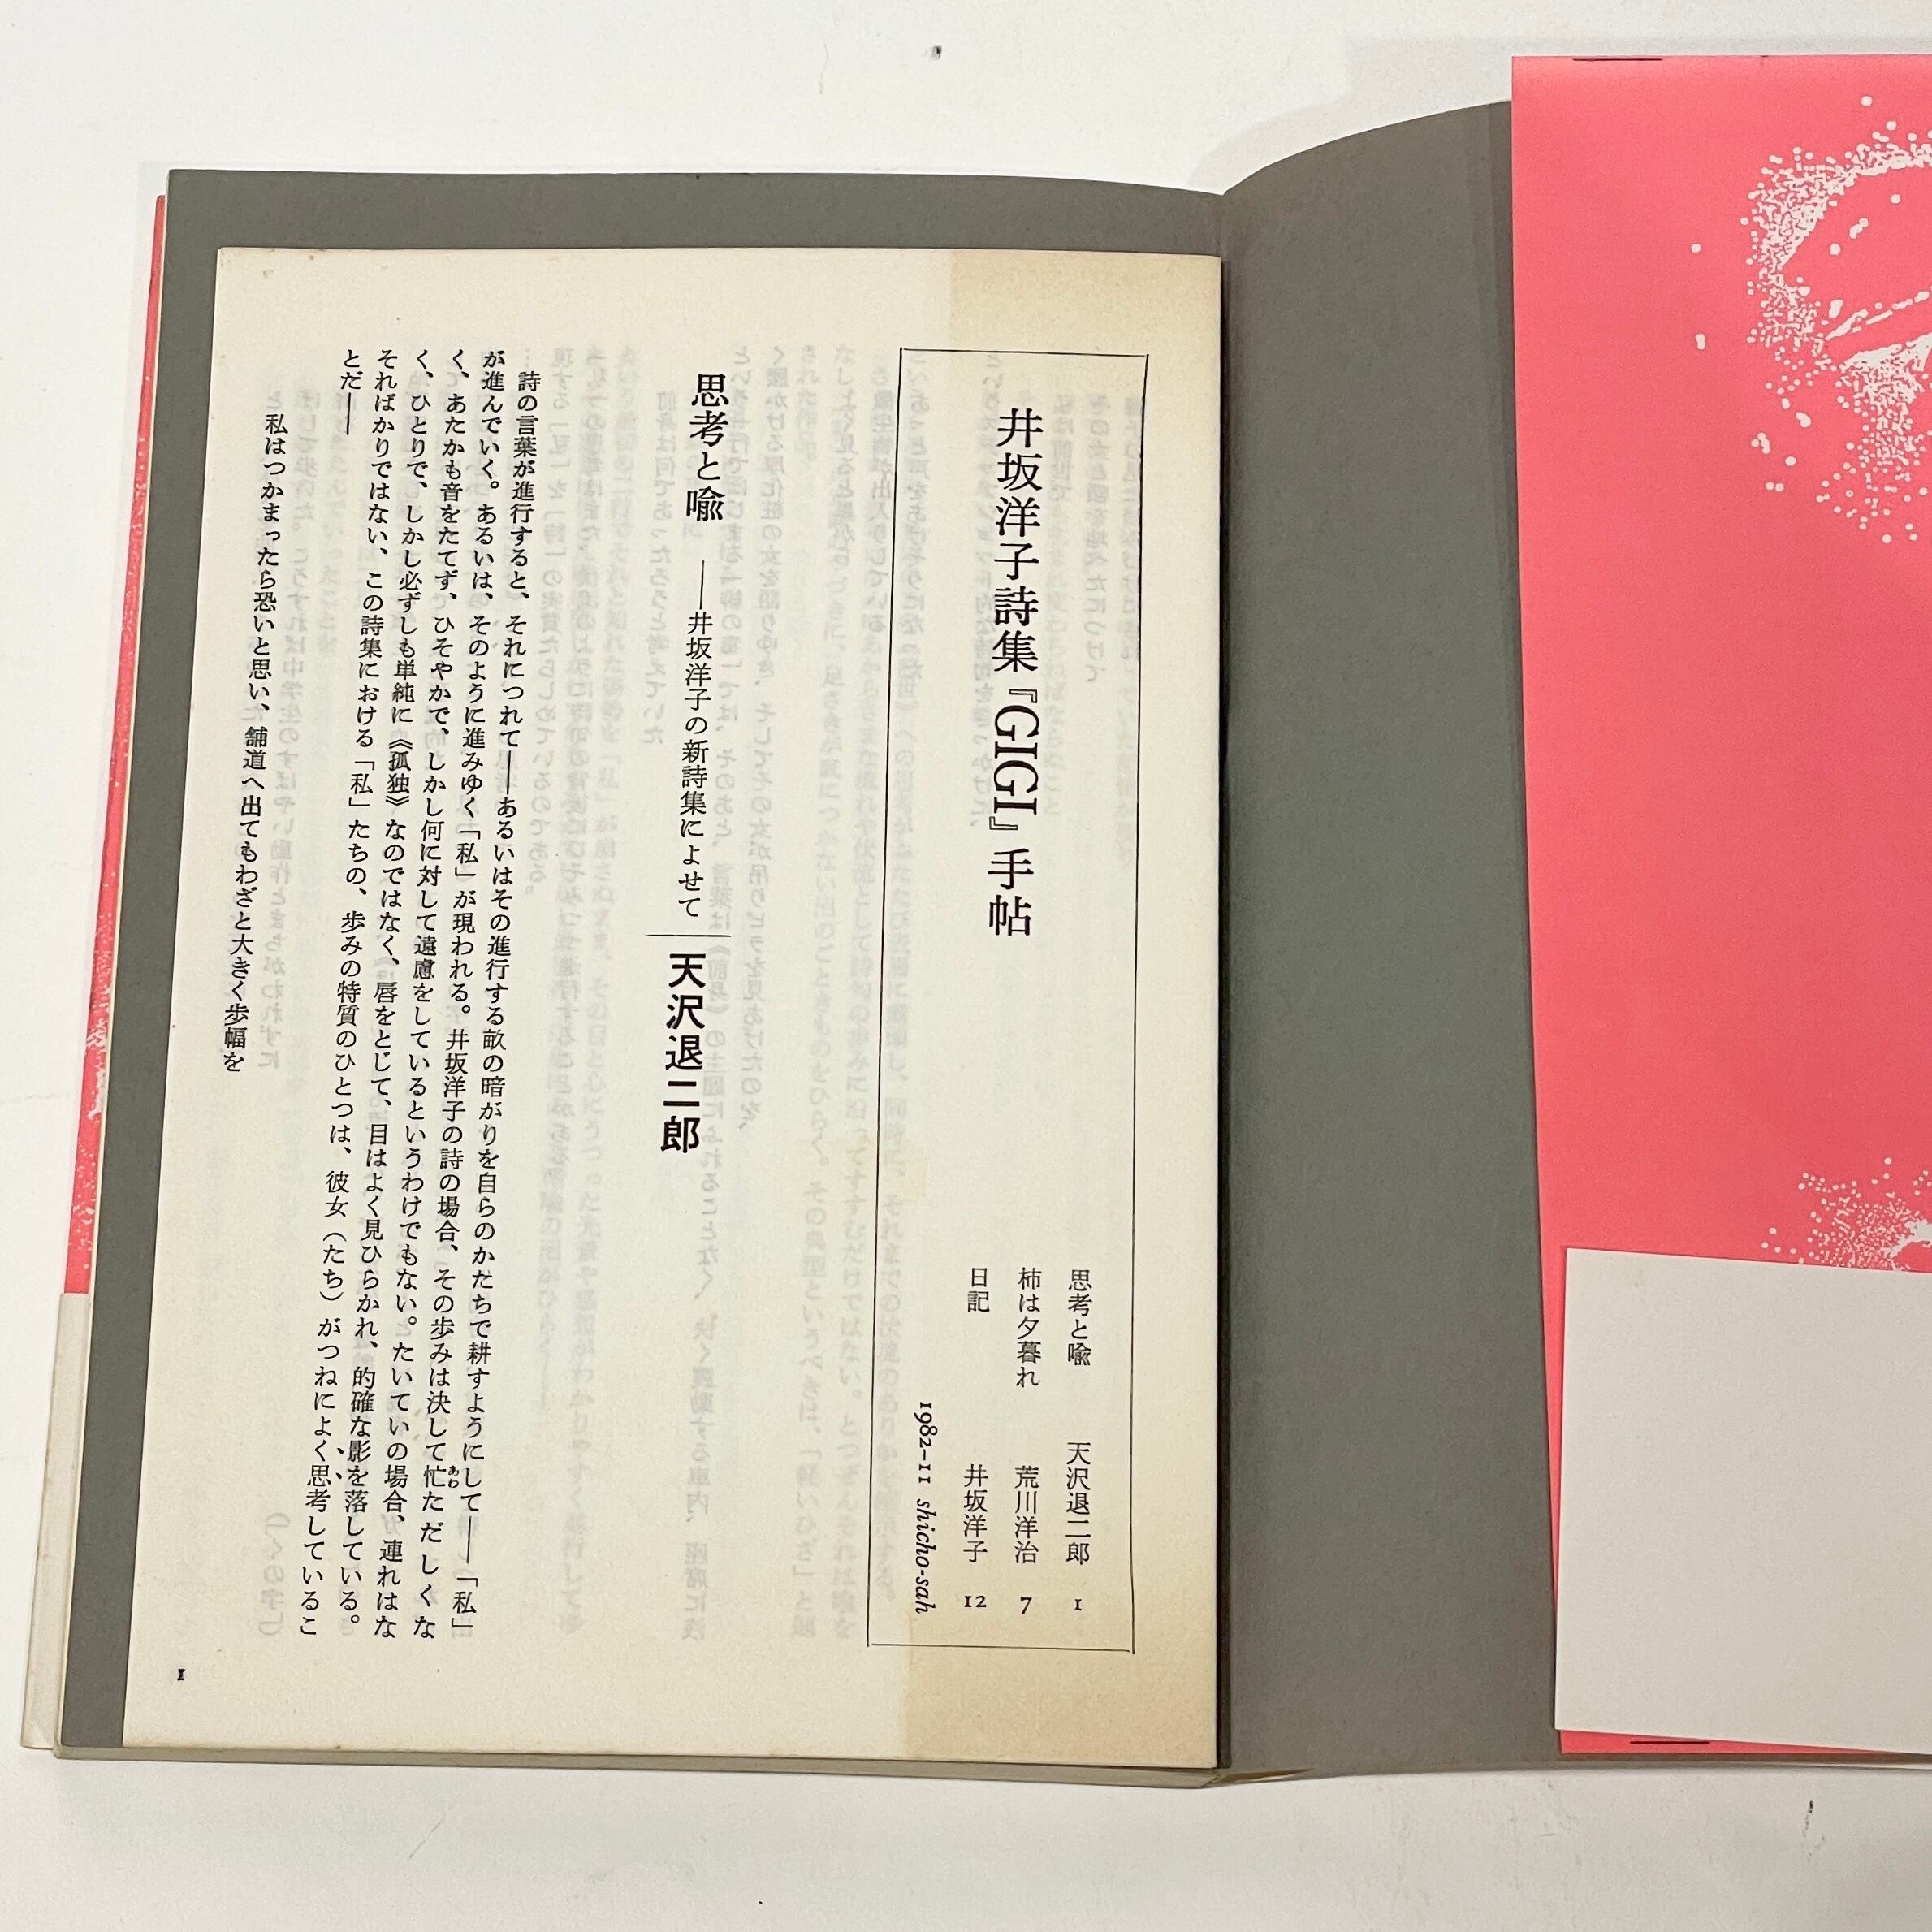 井坂洋子詩集『GIGI』手帖
思考と喩 天沢退二郎 1
柿は夕暮れ 荒川洋治 7
日記 井坂洋子 12
1982-11 shicho-sah
思考と喩 ——井坂洋子の新詩集によせて
天沢退二郎
詩の言葉が進行すると、それにつれて——あるいはその進行する畝の暗がりを自らのかたちで耕すようにして——「私」
が進んでいく。あるいは、そのように進みゆく「私」が現われる。井坂洋子の詩の場合、その歩みは決して忙ただしくな
く、あたかも音をたてず、ひそやかで、しかし何に対して遠慮をしているというわけでもない。たいていの場合、連れはな
く、ひとりで、しかし必ずしも単純に《孤独》なのではなく、唇をとじて、目はよく見ひらかれ、的確な影を落している。
そればかりではない、この詩集における「私」たちの、歩みの特質のひとつは、彼女（たち）がつねによく思考しているこ
とだ——
私はつかまったら恐いと思い、舗道へ出てもわざと大きく歩幅を
1